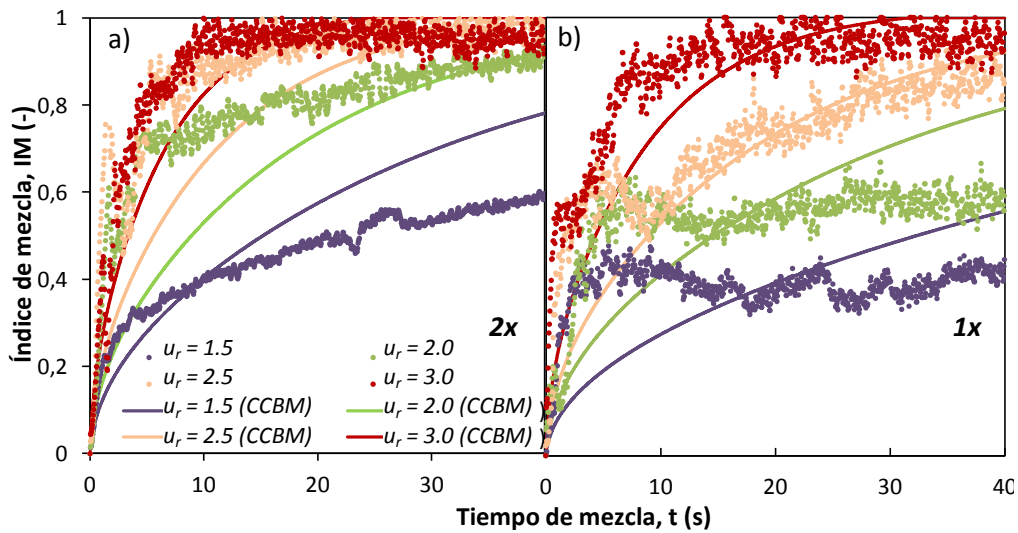 a)
b)
Índice de mezcla, IM (-)
1
0,8
0,6
0,4
0,2
0
2x
1x
u_r = 1.5
u_r = 2.0
u_r = 2.5
u_r = 3.0
u_r = 1.5 (CCBM)
u_r = 2.0 (CCBM) )
u_r = 2.5 (CCBM)
u_r = 3.0 (CCBM) )
0 10 20 30
0 10 20 30 40
Tiempo de mezcla, t (s)